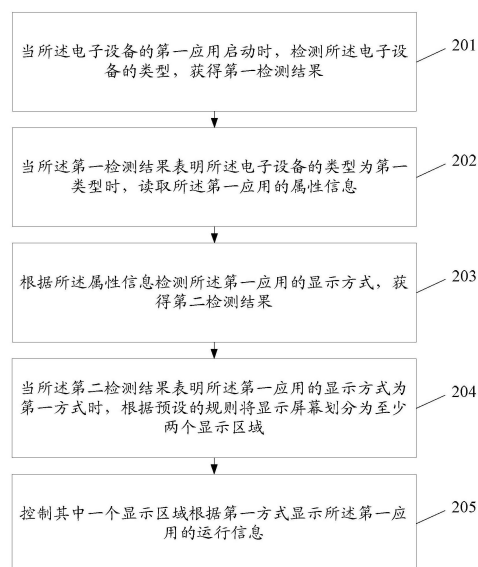 当所述电子设备的第一应用启动时，检测所述电子设
备的类型，获得第一检测结果
201
当所述第一检测结果表明所述电子设备的类型为第一
类型时，读取所述第一应用的属性信息
202
根据所述属性信息检测所述第一应用的显示方式，获
得第二检测结果
203
当所述第二检测结果表明所述第一应用的显示方式为
第一方式时，根据预设的规则将显示屏幕划分为至少
两个显示区域
204
控制其中一个显示区域根据第一方式显示所述第一应
用的运行信息
205